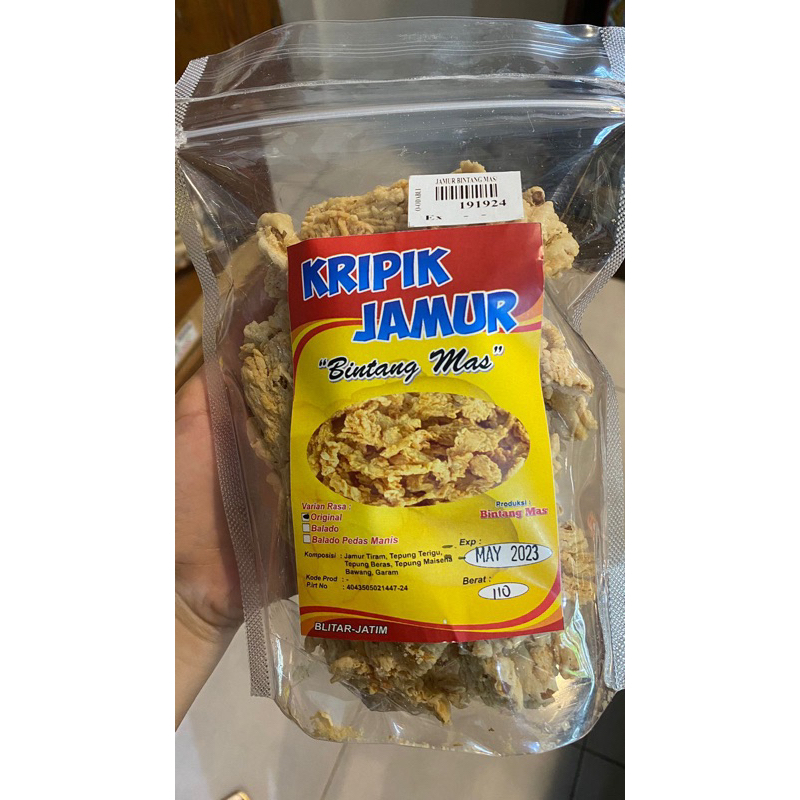 JAMUR BINTANG MAS
191924
Ex - -
KRIPIK
JAMUR
"Bintang Mas"
Varian Rasa :
Original
Balado
Balado Pedas Manis
Produksi :
Bintang Mas
Komposisi : Jamur Tiram, Tepung Terigu,
Tepung Beras, Tepung Maisena
Bawang, Garam
Kode Prod : -
P.irt No : 4043505021447-24
Exp :
MAY 2023
Berat :
110
BLITAR-JATIM